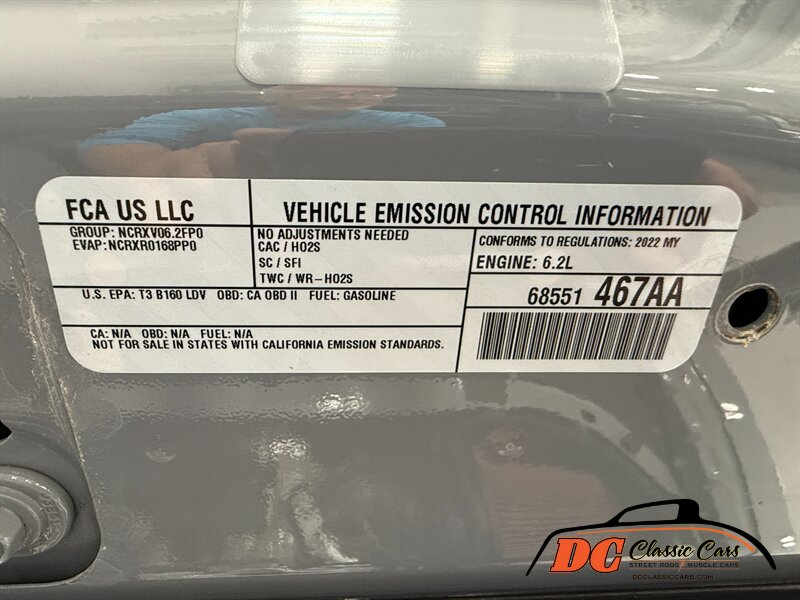 FCA US LLC
VEHICLE EMISSION CONTROL INFORMATION
GROUP: NCRXV06.2FP0
EVAP: NCRXR0168PP0
NO ADJUSTMENTS NEEDED
CAC / HO2S
SC / SFI
TWC / WR-HO2S
CONFORMS TO REGULATIONS: 2022 MY
ENGINE: 6.2L
68551 467AA
U.S. EPA: T3 B160 LDV OBD: CA OBD II FUEL: GASOLINE
CA: N/A OBD: N/A FUEL: N/A
NOT FOR SALE IN STATES WITH CALIFORNIA EMISSION STANDARDS.
DC Classic Cars
STREET RODS & MUSCLE CARS
DCCLASSICCARS.COM